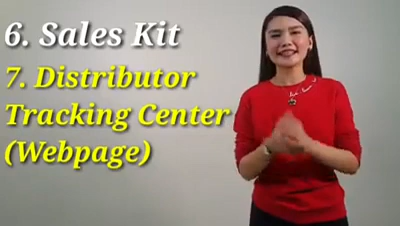 6. Sales Kit
7. Distributor
Tracking Center
(Webpage)